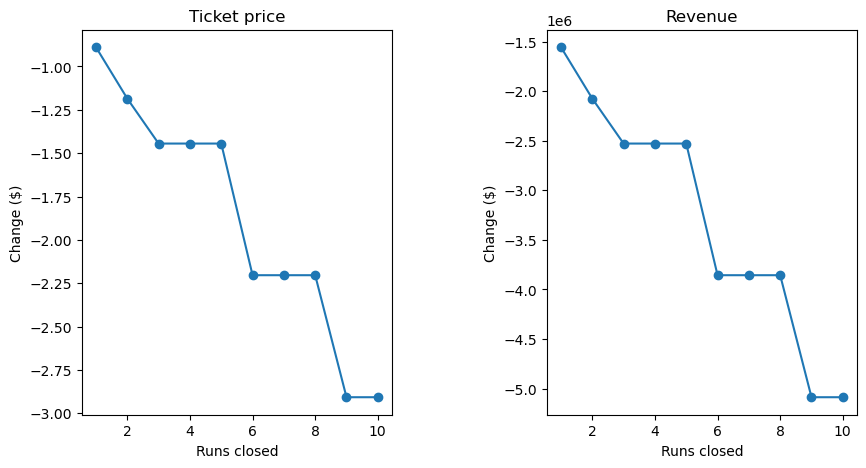 Ticket price
Change ($)
−1.00
−1.25
−1.50
−1.75
−2.00
−2.25
−2.50
−2.75
−3.00
2 4 6 8 10
Runs closed
Revenue
1e6
Change ($)
−1.5
−2.0
−2.5
−3.0
−3.5
−4.0
−4.5
−5.0
2 4 6 8 10
Runs closed